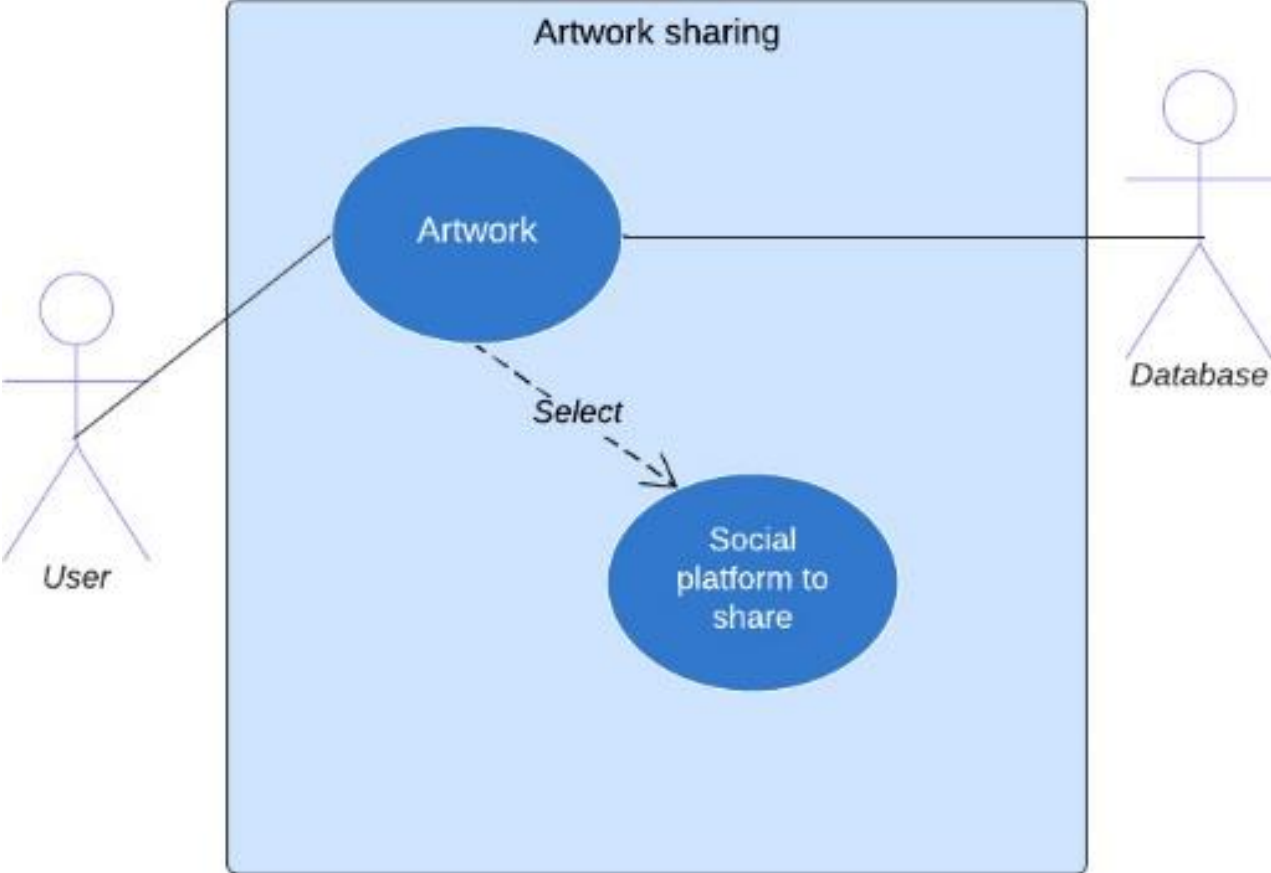 Artwork sharing
Artwork
Database
Select
Social
platform to
share
User